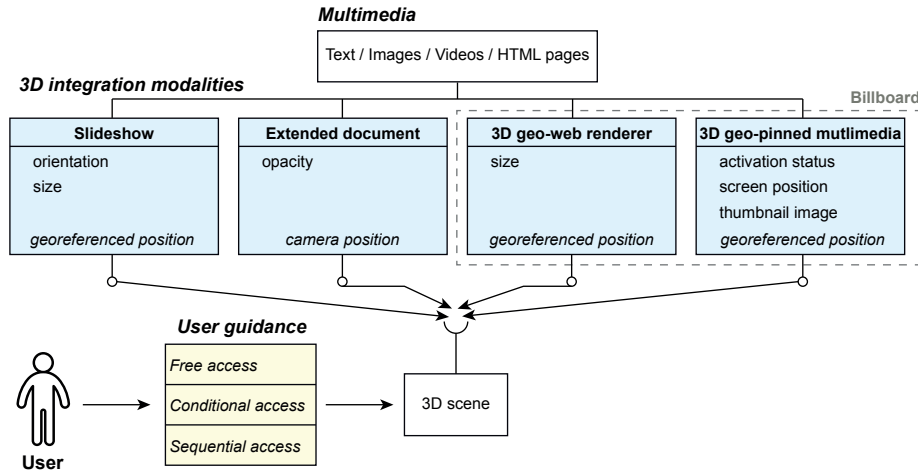 Multimedia
Text / Images / Videos / HTML pages
3D integration modalities
Billboard
Slideshow
orientation
size
georeferenced position
Extended document
opacity
camera position
3D geo-web renderer
size
georeferenced position
3D geo-pinned mutlimedia
activation status
screen position
thumbnail image
georeferenced position
User guidance
Free access
Conditional access
Sequential access
User
3D scene